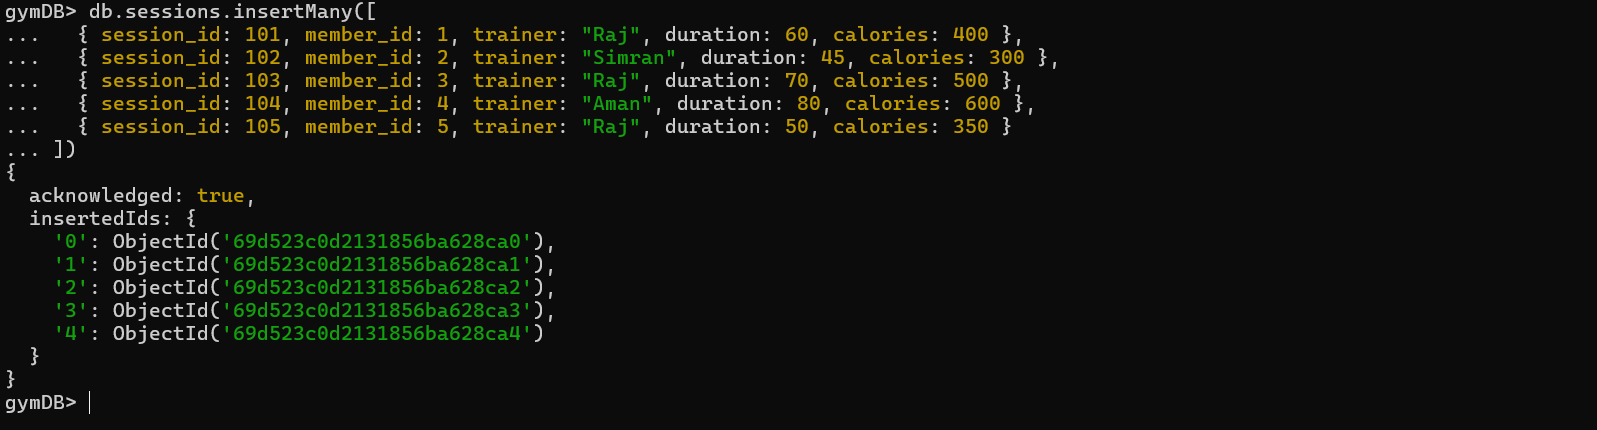 gymDB> db.sessions.insertMany([
...   { session_id: 101, member_id: 1, trainer: "Raj", duration: 60, calories: 400 },
...   { session_id: 102, member_id: 2, trainer: "Simran", duration: 45, calories: 300 },
...   { session_id: 103, member_id: 3, trainer: "Raj", duration: 70, calories: 500 },
...   { session_id: 104, member_id: 4, trainer: "Aman", duration: 80, calories: 600 },
...   { session_id: 105, member_id: 5, trainer: "Raj", duration: 50, calories: 350 }
... ])
{
  acknowledged: true,
  insertedIds: {
    '0': ObjectId('69d523c0d2131856ba628ca0'),
    '1': ObjectId('69d523c0d2131856ba628ca1'),
    '2': ObjectId('69d523c0d2131856ba628ca2'),
    '3': ObjectId('69d523c0d2131856ba628ca3'),
    '4': ObjectId('69d523c0d2131856ba628ca4')
  }
}
gymDB>